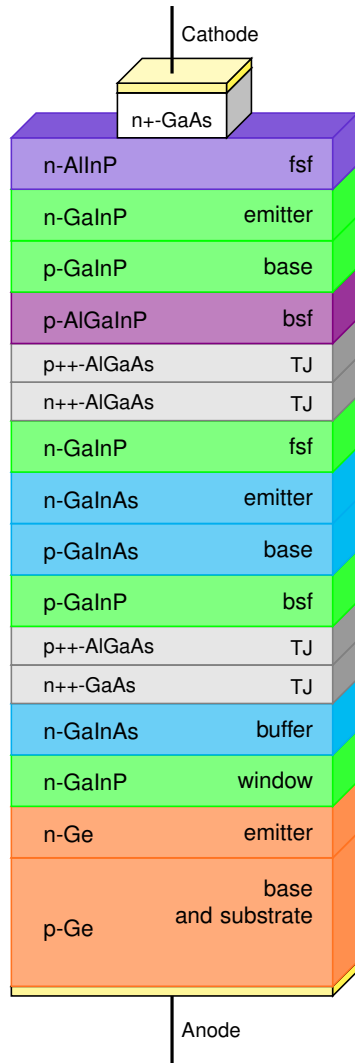 Cathode
n+-GaAs
n-AlInP fsf
n-GaInP emitter
p-GaInP base
p-AlGaInP bsf
p++-AlGaAs TJ
n++-AlGaAs TJ
n-GaInP fsf
n-GaInAs emitter
p-GaInAs base
p-GaInP bsf
p++-AlGaAs TJ
n++-GaAs TJ
n-GaInAs buffer
n-GaInP window
n-Ge emitter
p-Ge base
and substrate
Anode